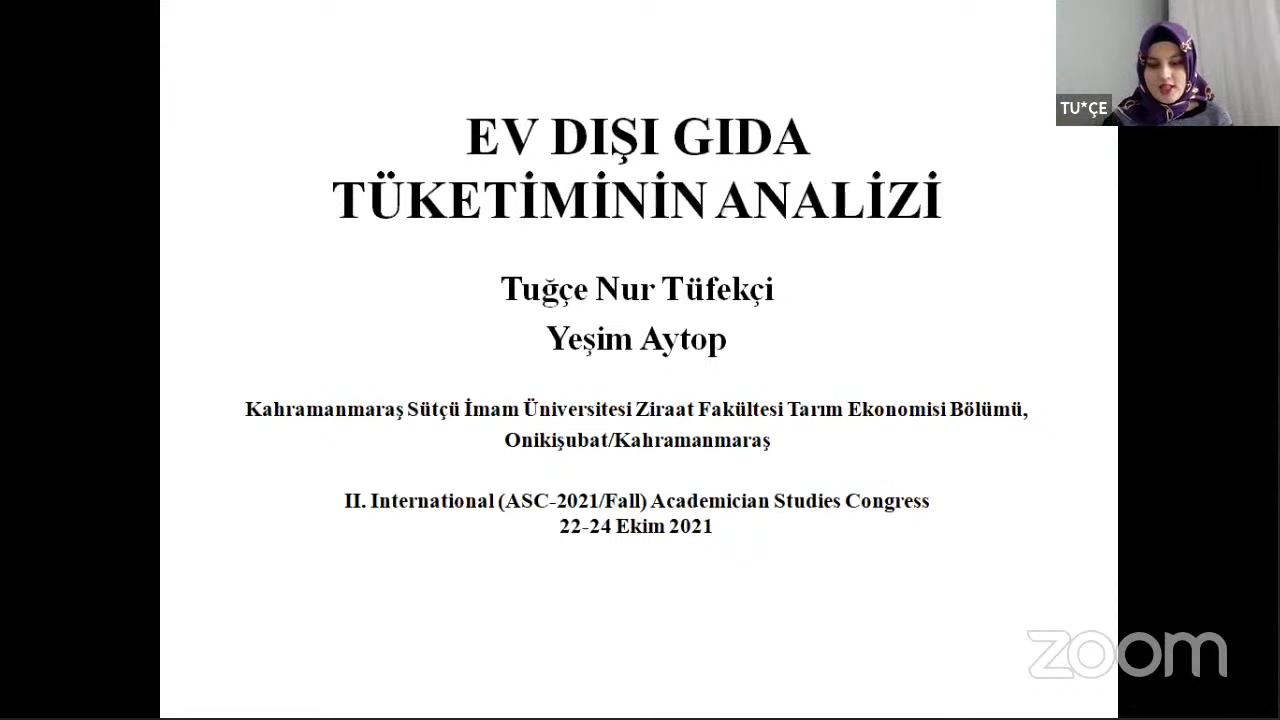 EV DIŞI GIDA
TÜKETİMİNİN ANALİZİ
Tuğçe Nur Tüfekçi
Yeşim Aytop
Kahramanmaraş Sütçü İmam Üniversitesi Ziraat Fakültesi Tarım Ekonomisi Bölümü,
Onikişubat/Kahramanmaraş
II. International (ASC-2021/Fall) Academician Studies Congress
22-24 Ekim 2021
TU*ÇE
zoom